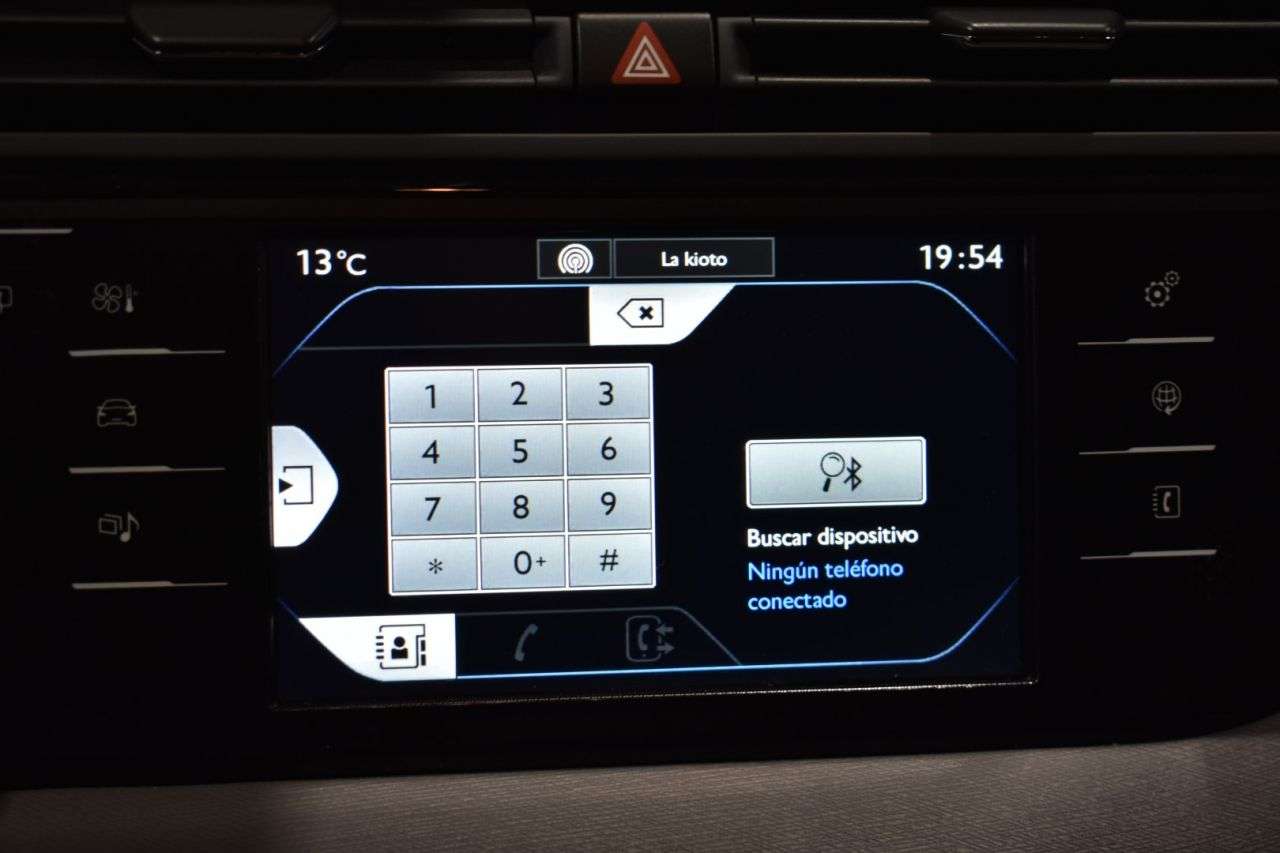 13°C
La kioto
19:54
1 2 3
4 5 6
7 8 9
* 0+ #
Buscar dispositivo
Ningún teléfono
conectado